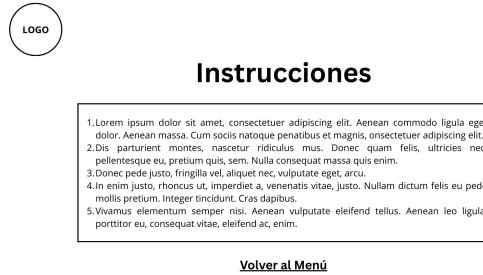 LOGO
Instrucciones
1. Lorem ipsum dolor sit amet, consectetuer adipiscing elit. Aenean commodo ligula ege
dolor. Aenean massa. Cum sociis natoque penatibus et magnis, onsectetuer adipiscing elit.
2. Dis parturient montes, nascetur ridiculus mus. Donec quam felis, ultricies nec
pellentesque eu, pretium quis, sem. Nulla consequat massa quis enim.
3. Donec pede justo, fringilla vel, aliquet nec, vulputate eget, arcu.
4. In enim justo, rhoncus ut, imperdiet a, venenatis vitae, justo. Nullam dictum felis eu pede
mollis pretium. Integer tincidunt. Cras dapibus.
5. Vivamus elementum semper nisi. Aenean vulputate eleifend tellus. Aenean leo ligula
porttitor eu, consequat vitae, eleifend ac, enim.
Volver al Menú